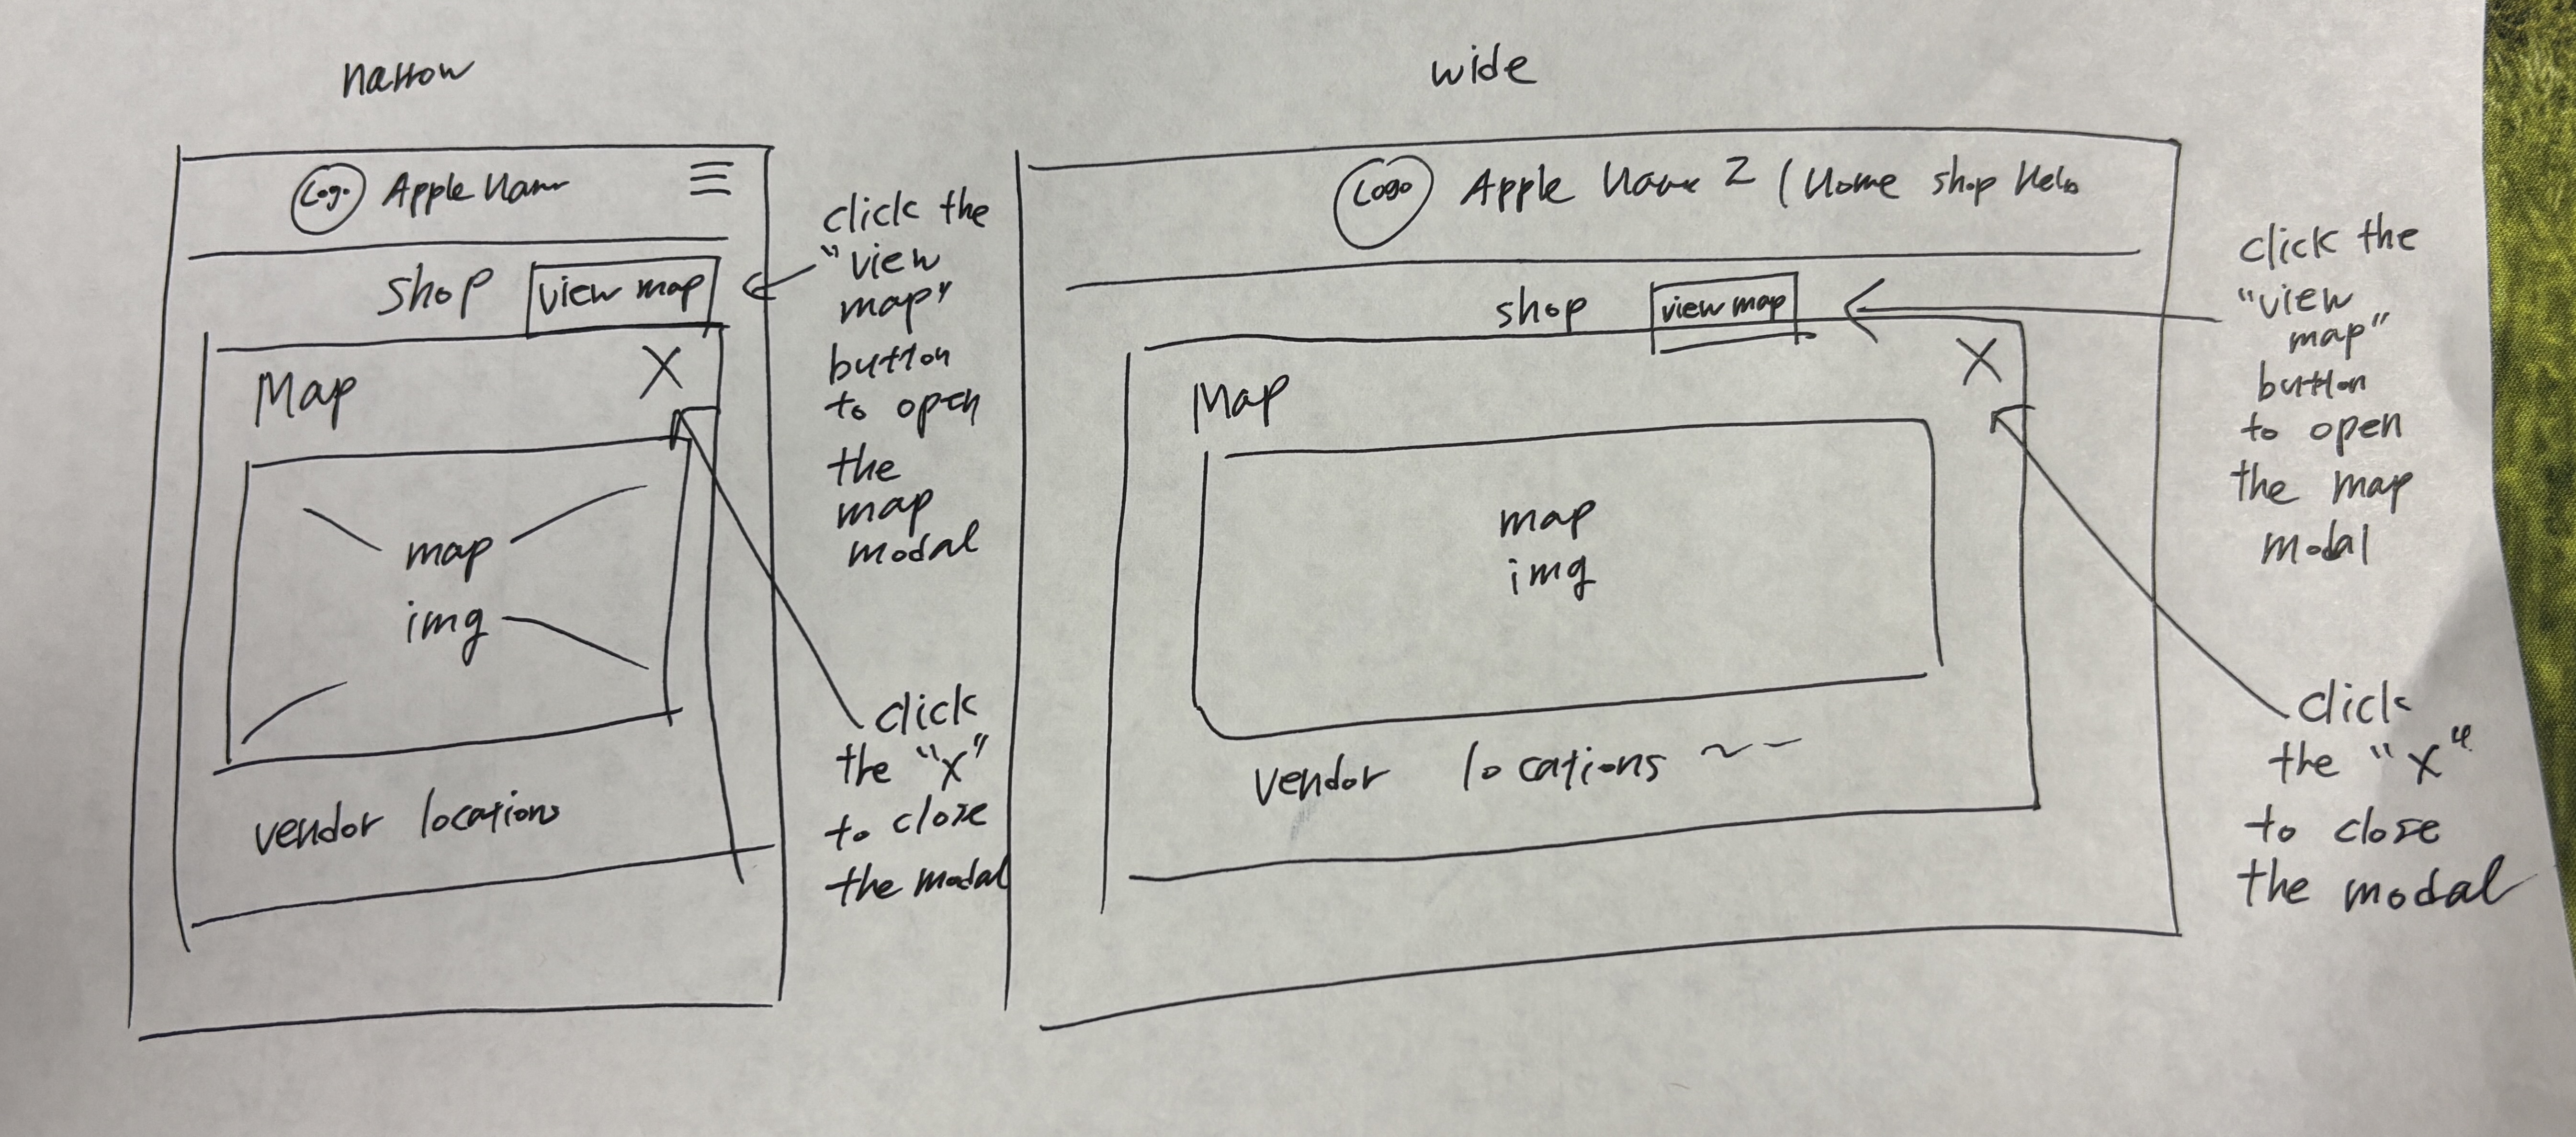 narrow
Logo Apple Nam
shop view map
Map X
map
img
vendor locations
click the
"view
map"
button
to open
the
map
modal
click
the "X"
to close
the modal
wide
Logo Apple Name Home shop Help
shop view map
Map X
map
img
vendor locations
click the
"view
map"
button
to open
the map
modal
click
the "X"
to close
the modal